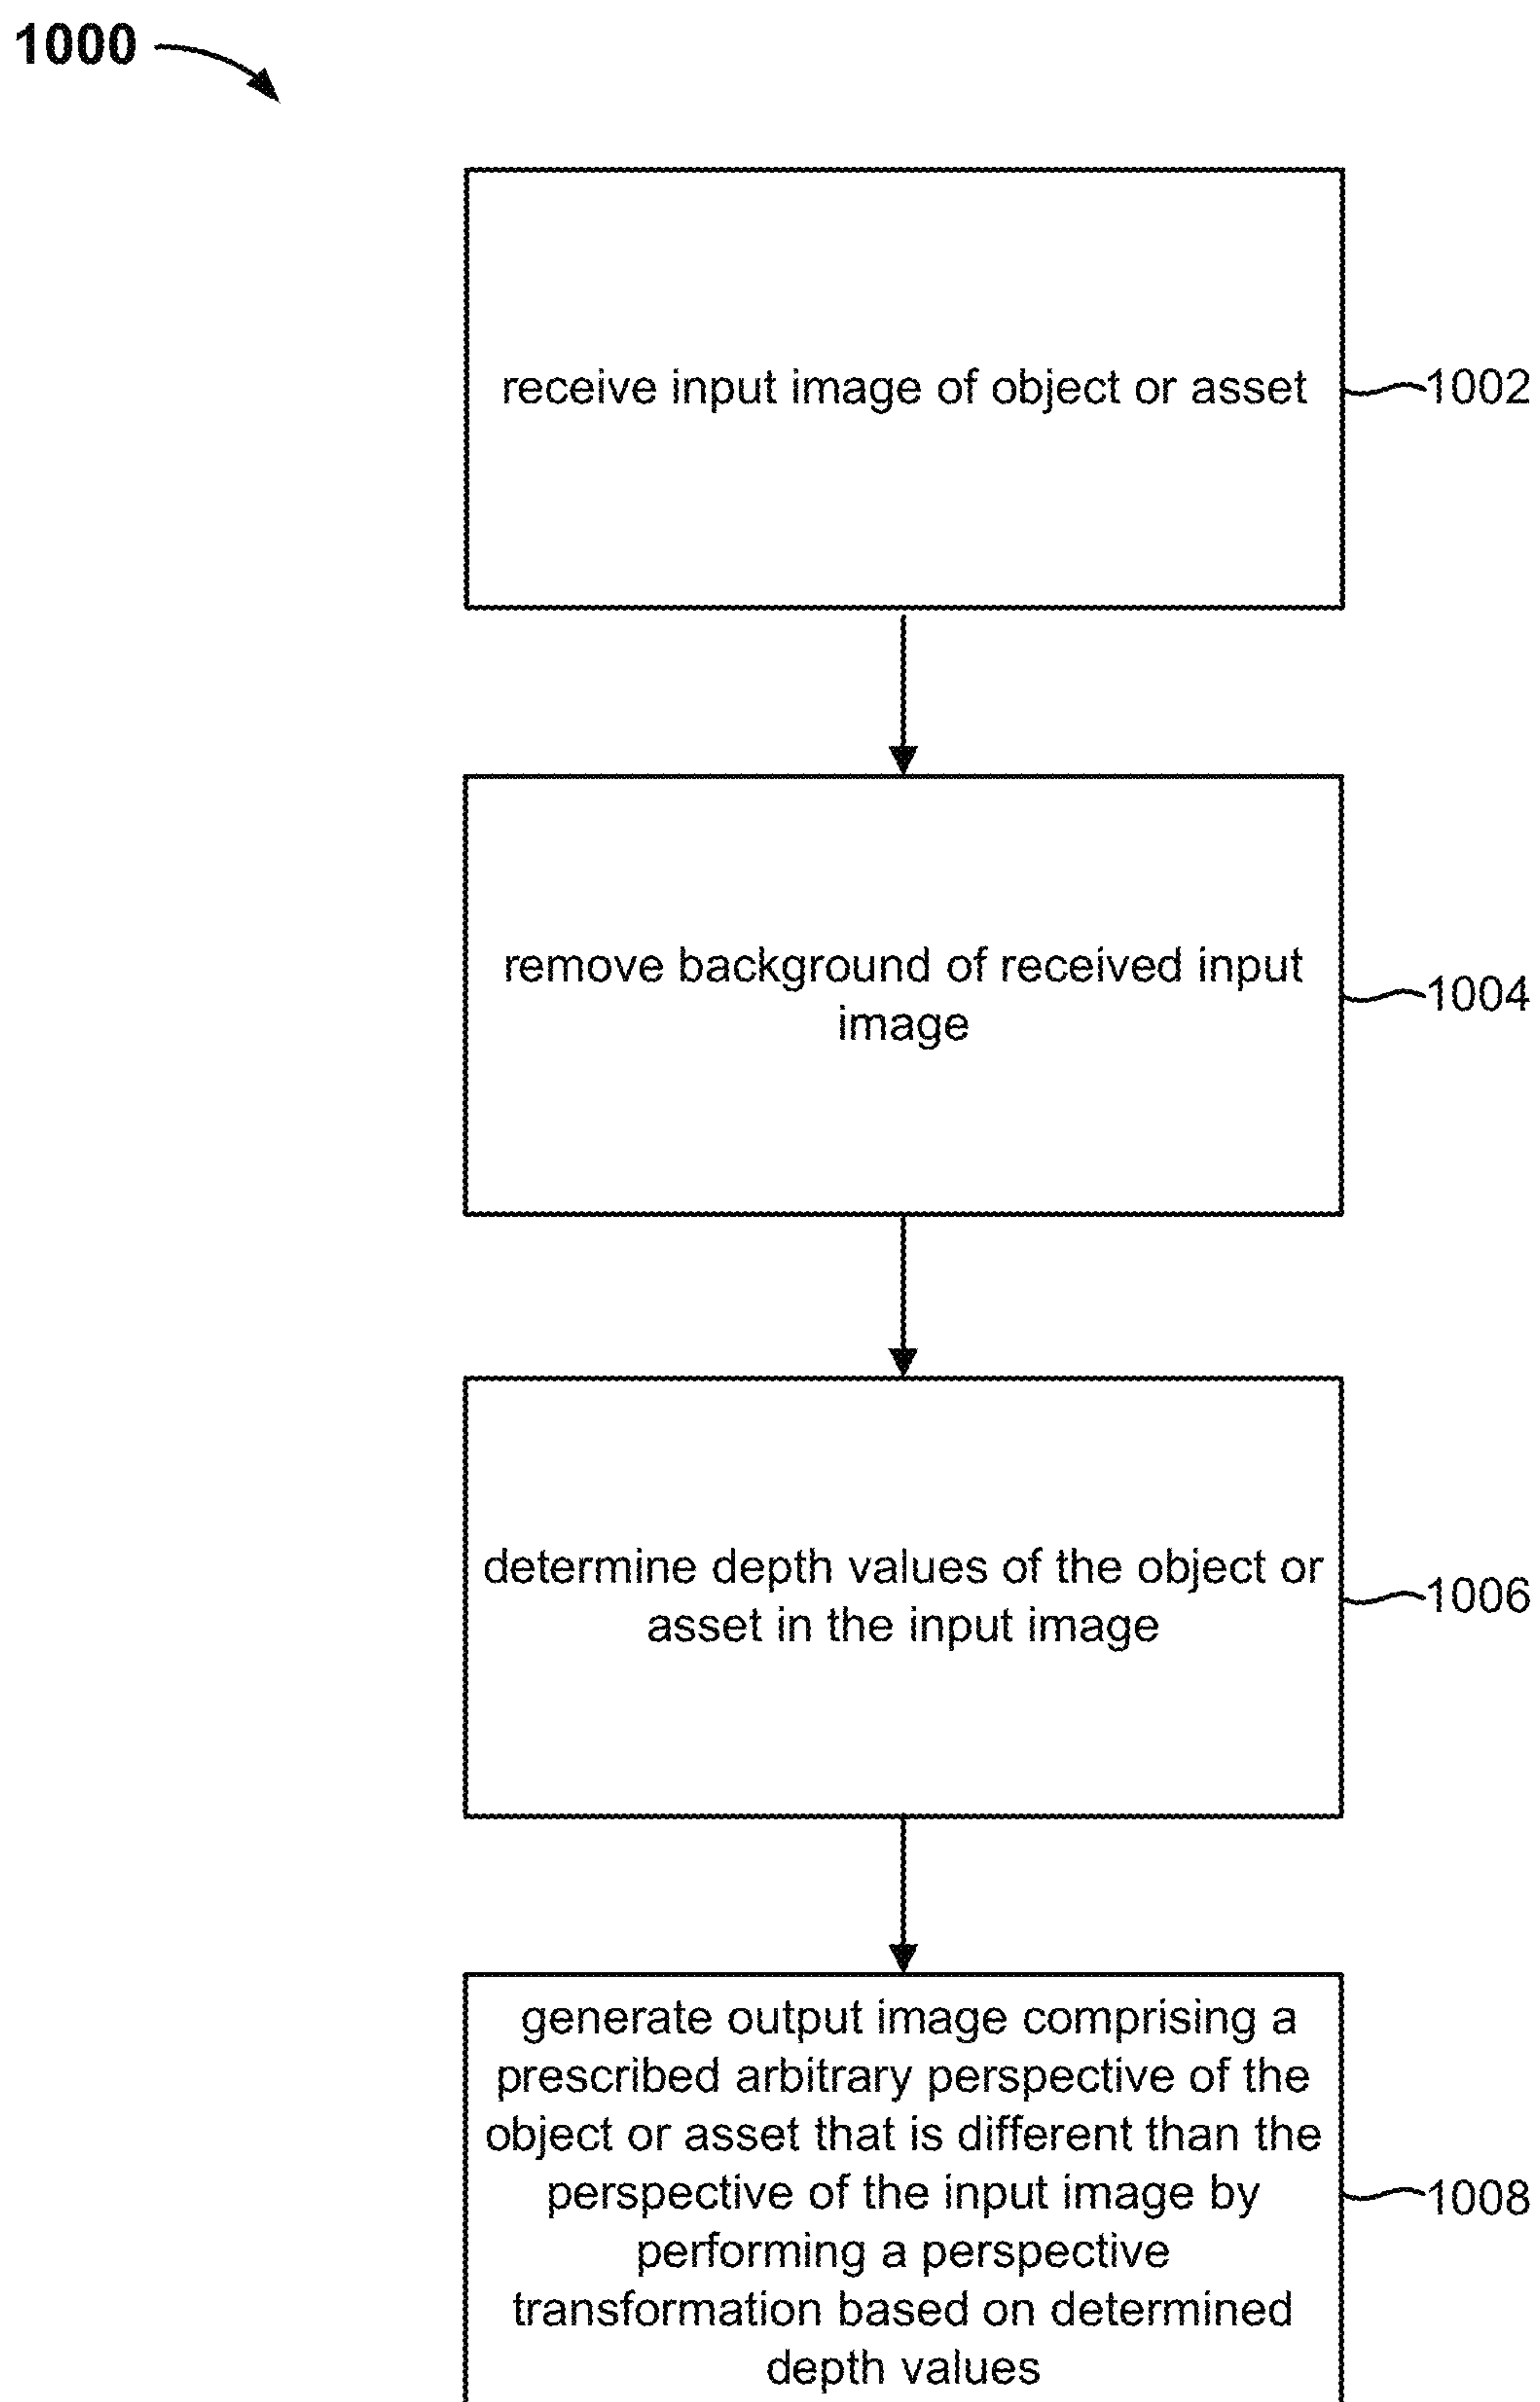 1000
receive input image of object or asset
1002
remove background of received input
image
1004
determine depth values of the object or
asset in the input image
1006
generate output image comprising a
prescribed arbitrary perspective of the
object or asset that is different than the
perspective of the input image by
performing a perspective
transformation based on determined
depth values
1008